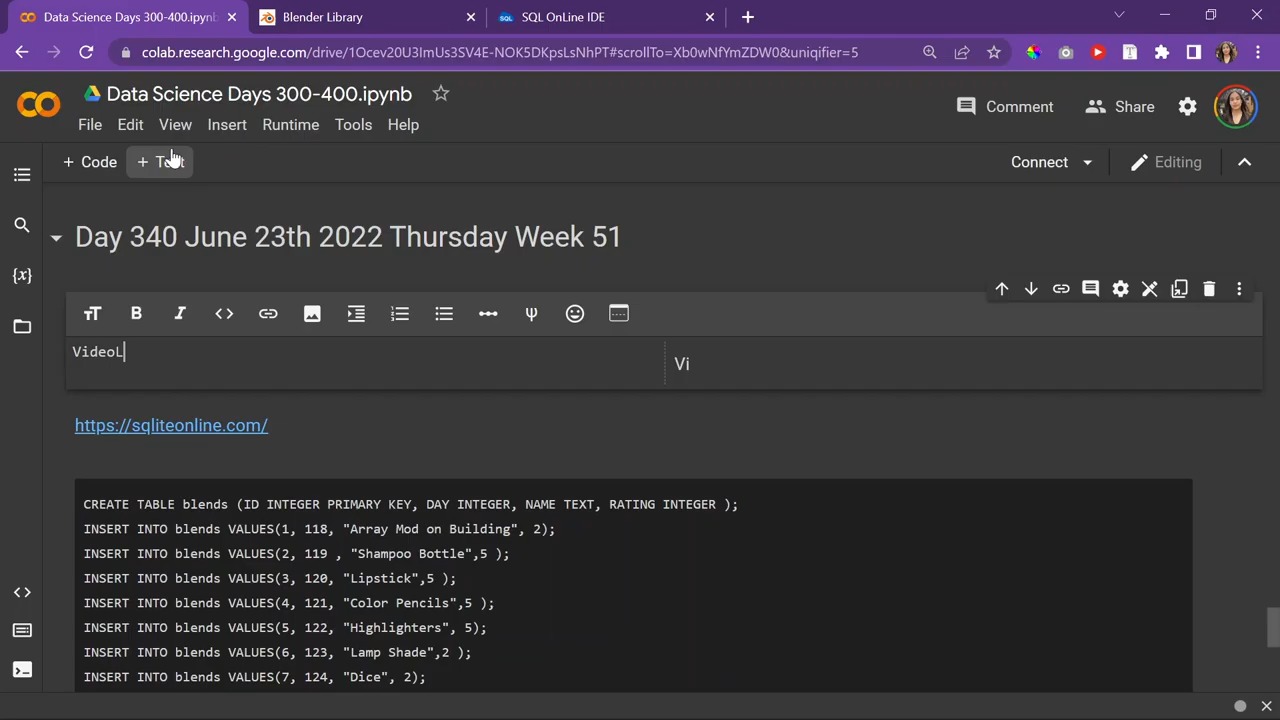 Data Science Days 300-400.ipynb
Blender Library
SQL OnLine IDE
colab.research.google.com/drive/1Ocev20U3ImUs3SV4E-NOK5DKpsLsNhPT#scrollTo=Xb0wNfYmZDW0&uniqifier=5
Data Science Days 300-400.ipynb
Comment
Share
File Edit View Insert Runtime Tools Help
+ Code
+ Text
Connect
Editing
Day 340 June 23th 2022 Thursday Week 51
VideoL
Vi
https://sqliteonline.com/
CREATE TABLE blends (ID INTEGER PRIMARY KEY, DAY INTEGER, NAME TEXT, RATING INTEGER );
INSERT INTO blends VALUES(1, 118, "Array Mod on Building", 2);
INSERT INTO blends VALUES(2, 119 , "Shampoo Bottle",5 );
INSERT INTO blends VALUES(3, 120, "Lipstick",5 );
INSERT INTO blends VALUES(4, 121, "Color Pencils",5 );
INSERT INTO blends VALUES(5, 122, "Highlighters", 5);
INSERT INTO blends VALUES(6, 123, "Lamp Shade",2 );
INSERT INTO blends VALUES(7, 124, "Dice", 2);